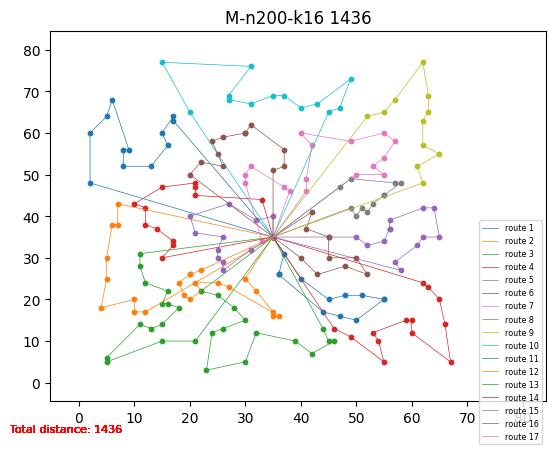 M-n200-k16 1436
80
70
60
50
40
30
20
10
0
0 10 20 30 40 50 60 70 80
route 1
route 2
route 3
route 4
route 5
route 6
route 7
route 8
route 9
route 10
route 11
route 12
route 13
route 14
route 15
route 16
route 17
Total distance: 1436